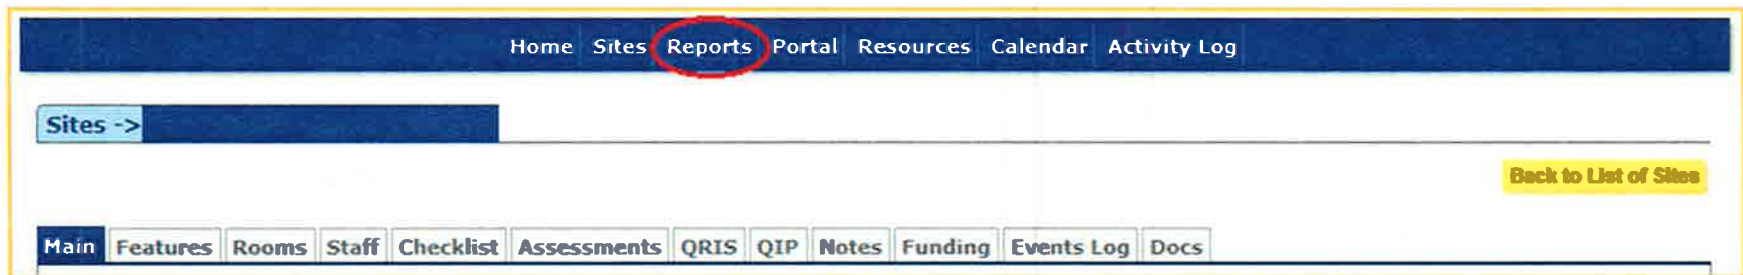 Home Sites Reports Portal Resources Calendar Activity Log
Sites ->
Back to List of Sites
Main Features Rooms Staff Checklist Assessments QRIS QIP Notes Funding Events Log Docs